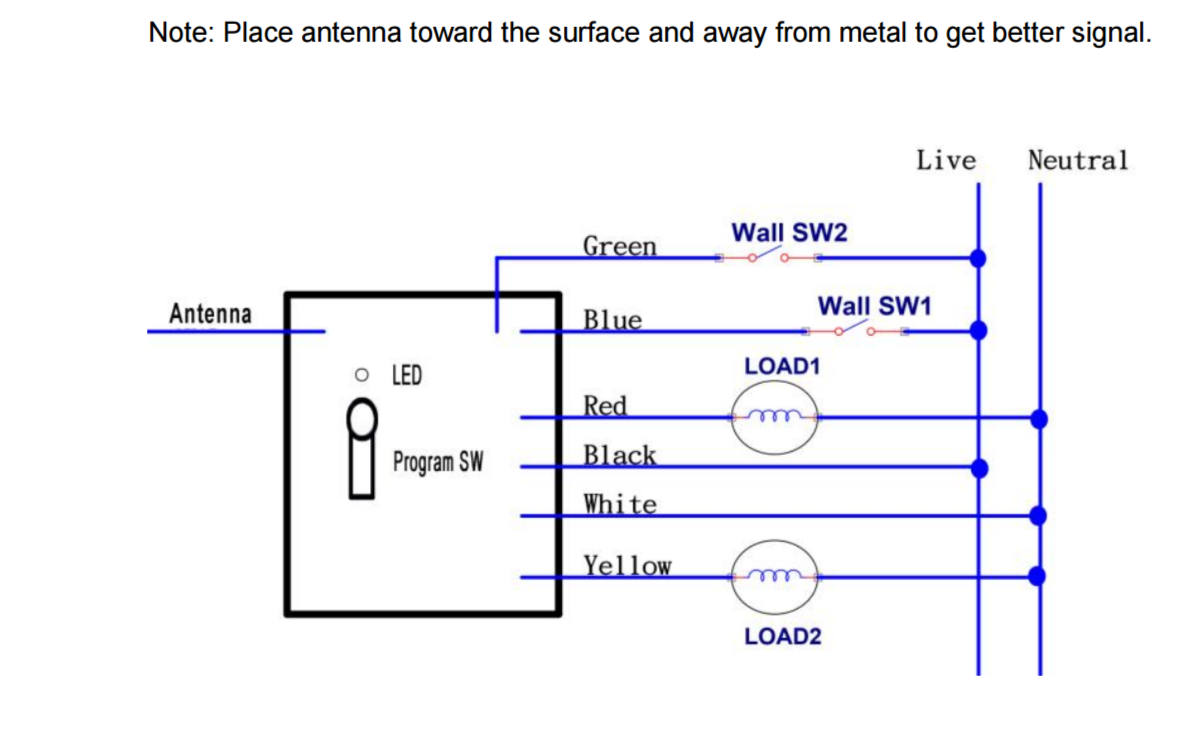 Note: Place antenna toward the surface and away from metal to get better signal.
Live Neutral
Wall SW2
Green
Antenna
Wall SW1
Blue
LED
LOAD1
Red
Program SW
Black
White
Yellow
LOAD2